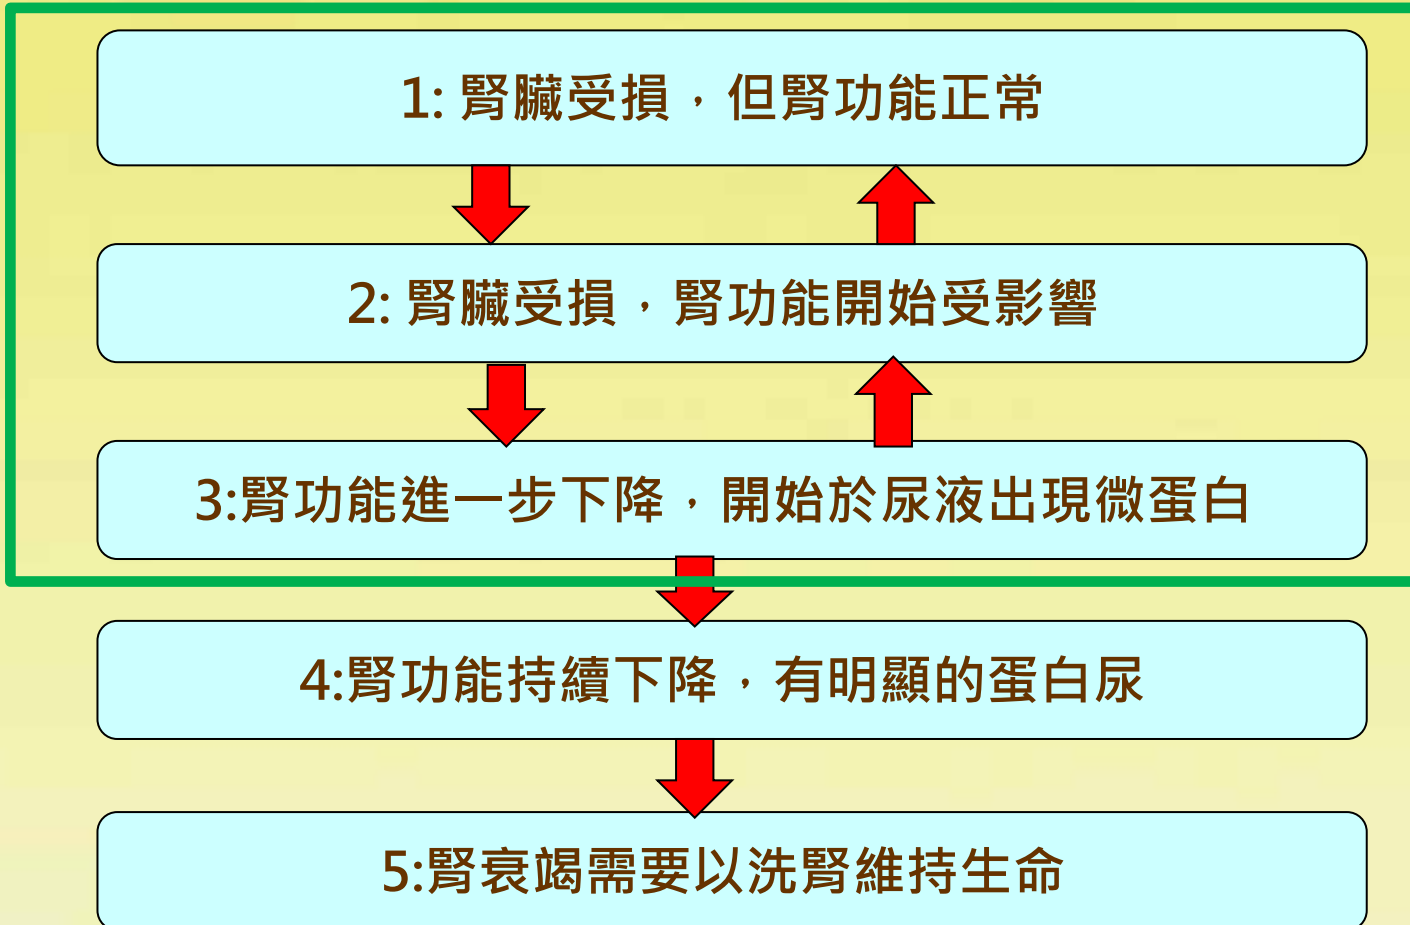 1: 腎臟受損，但腎功能正常
2: 腎臟受損，腎功能開始受影響
3:腎功能進一步下降，開始於尿液出現微蛋白
4:腎功能持續下降，有明顯的蛋白尿
5:腎衰竭需要以洗腎維持生命